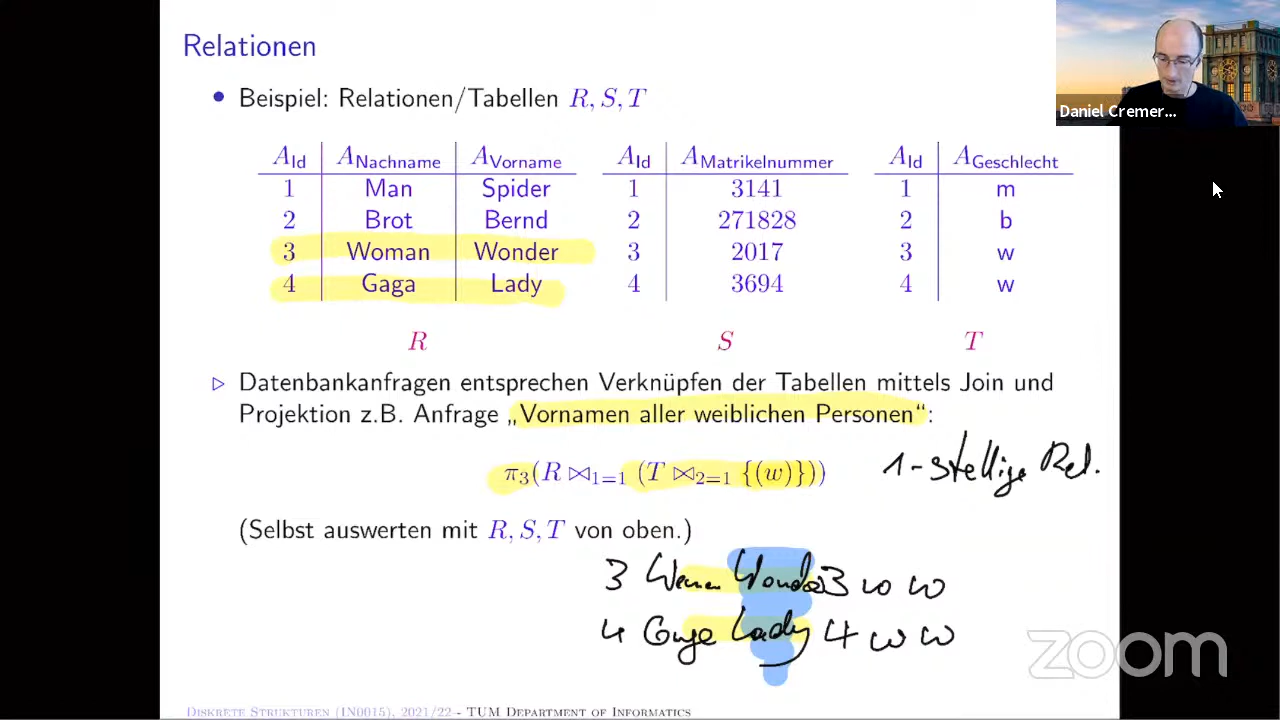 Relationen
• Beispiel: Relationen/Tabellen R, S, T
A_Id A_Nachname A_Vorname A_Id A_Matrikelnummer A_Id A_Geschlecht
1 Man Spider 1 3141 1 m
2 Brot Bernd 2 271828 2 b
3 Woman Wonder 3 2017 3 w
4 Gaga Lady 4 3694 4 w
R S T
▷ Datenbankanfragen entsprechen Verknüpfen der Tabellen mittels Join und
Projektion z.B. Anfrage „Vornamen aller weiblichen Personen“:
π₃(R ⋈₁₌₁ (T ⋈₂₌₁ {(w)}))
1-stellige Rel.
(Selbst auswerten mit R, S, T von oben.)
3 Wonder 3 w w
4 Lady 4 w w
Diskrete Strukturen (IN0015), 2021/22 - TUM Department of Informatics
Daniel Cremer...
zoom